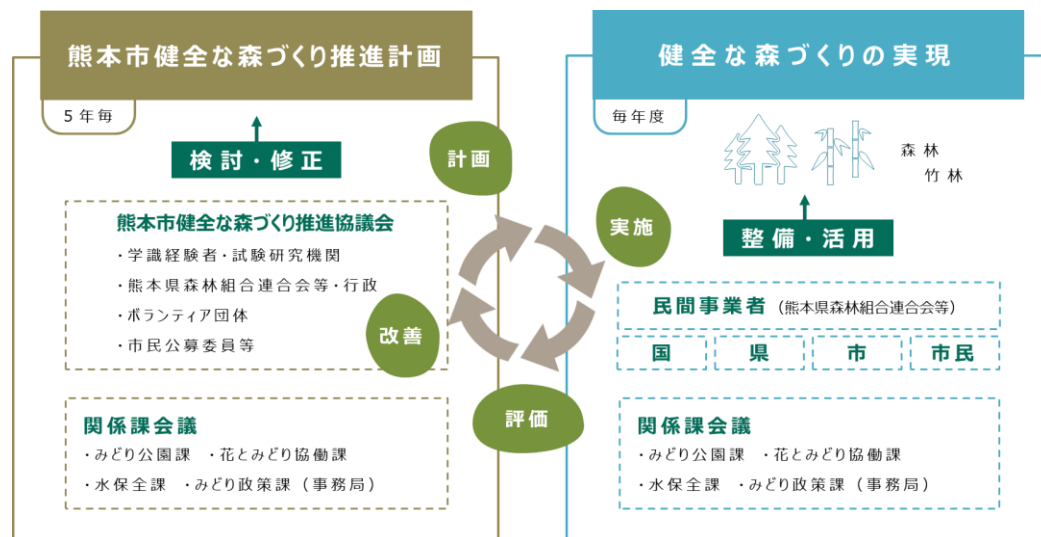 熊本市健全な森づくり推進計画
5年毎
検討・修正
熊本市健全な森づくり推進協議会
・学識経験者・試験研究機関
・熊本県森林組合連合会等・行政
・ボランティア団体
・市民公募委員等
関係課会議
・みどり公園課 ・花とみどり協働課
・水保全課 ・みどり政策課(事務局)
計画
実施
評価
改善
健全な森づくりの実現
毎年度
森林
竹林
整備・活用
民間事業者(熊本県森林組合連合会等)
国 県 市 市民
関係課会議
・みどり公園課 ・花とみどり協働課
・水保全課 ・みどり政策課(事務局)